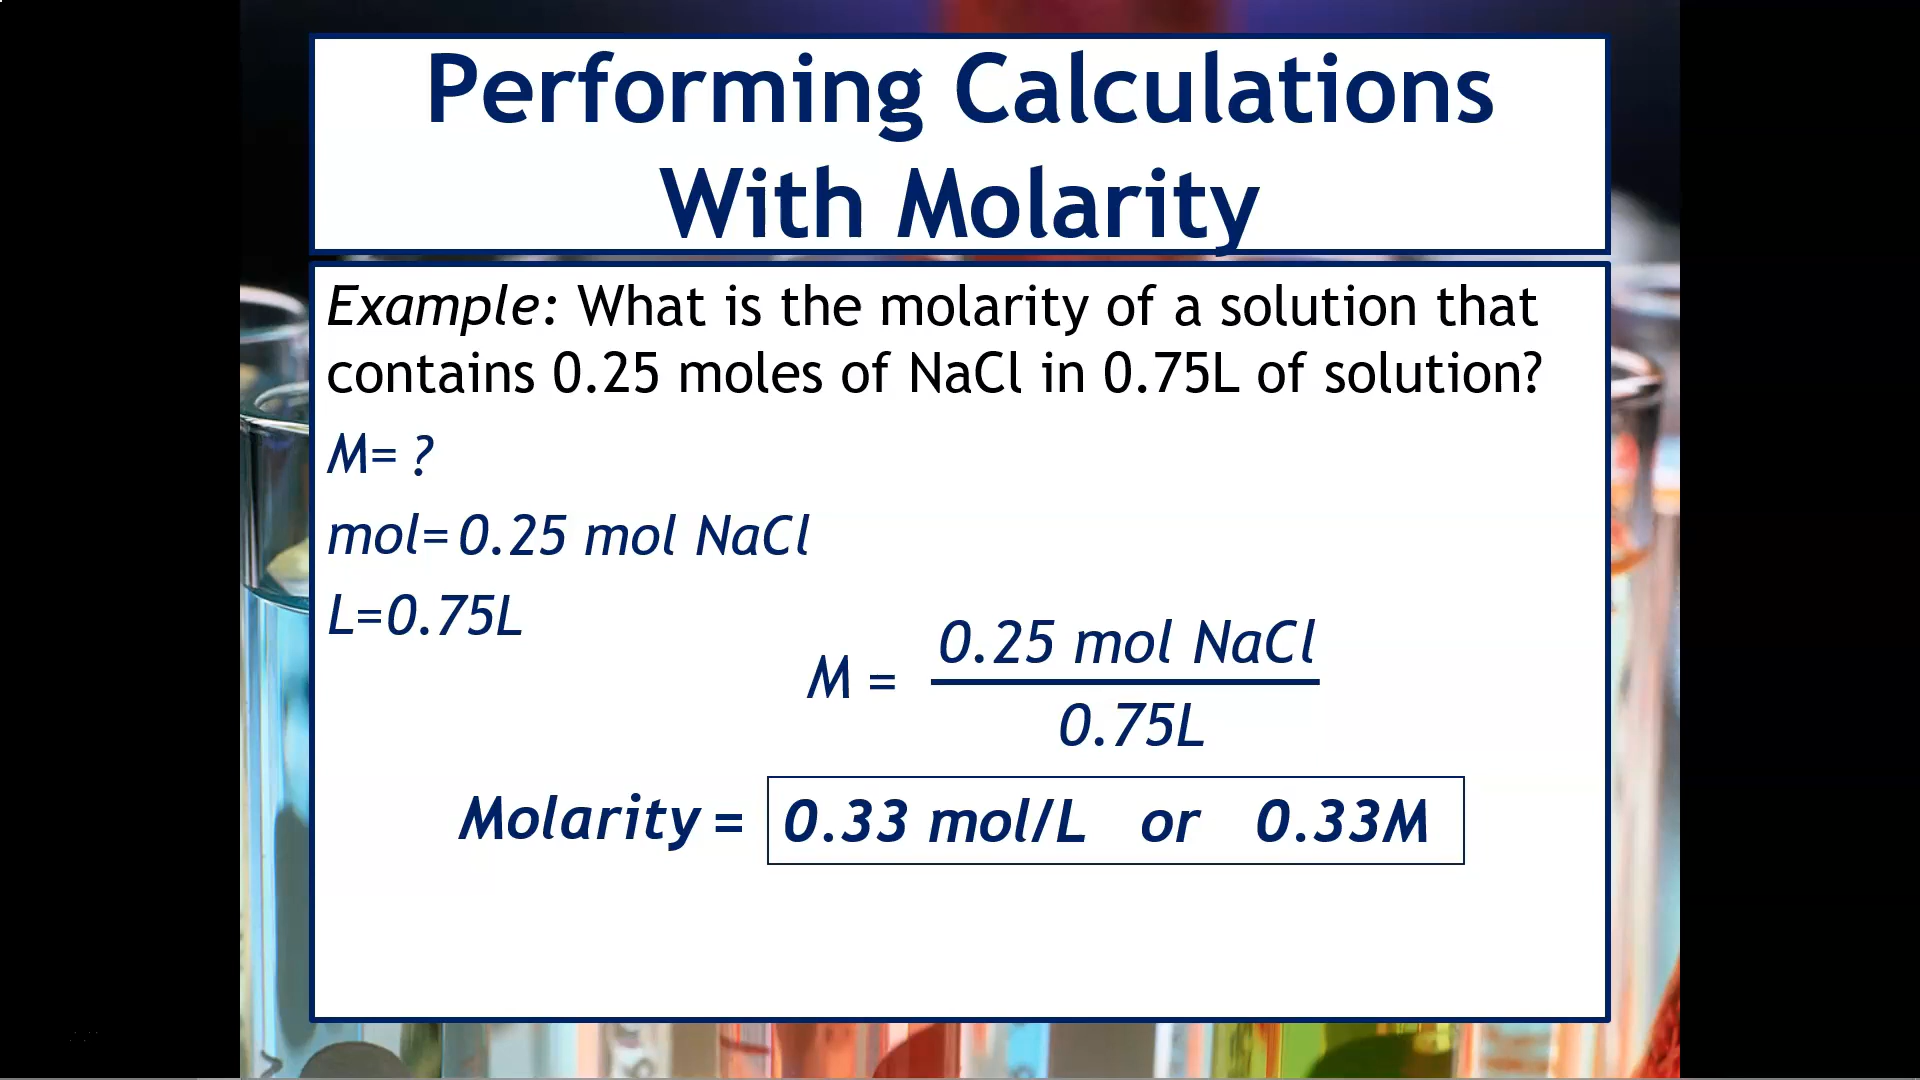 Performing Calculations
With Molarity
Example: What is the molarity of a solution that
contains 0.25 moles of NaCl in 0.75L of solution?
M= ?
mol= 0.25 mol NaCl
L=0.75L
M = 0.25 mol NaCl
0.75L
Molarity = 0.33 mol/L or 0.33M